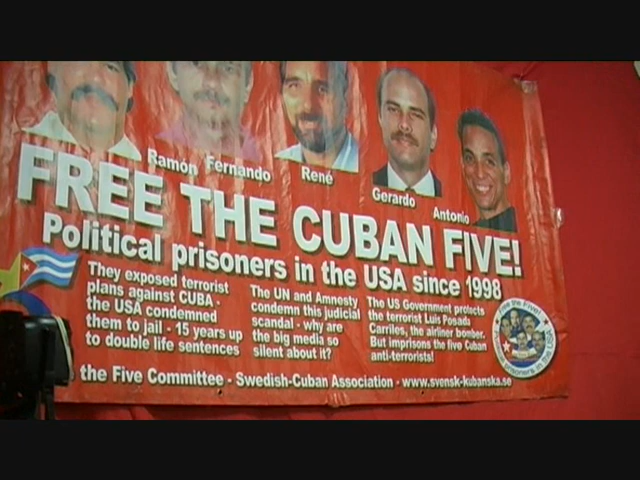 Ramón Fernando René Gerardo Antonio
FREE THE CUBAN FIVE!
Political prisoners in the USA since 1998
They exposed terrorist
plans against CUBA -
the USA condemned
them to jail - 15 years up
to double life sentences
The UN and Amnesty
condemn this judicial
scandal - why are
the big media so
silent about it?
The US Government protects
the terrorist Luis Posada
Carriles, the airliner bomber.
But imprisons the five Cuban
anti-terrorists!
the Five Committee - Swedish-Cuban Association - www.svensk-kubanska.se